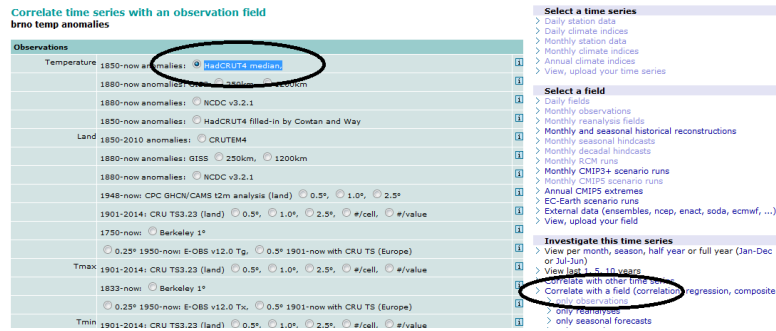 Correlate time series with an observation field
brno temp anomalies
Observations
Temperature 1850-now anomalies: HadCRUT4 median,
1880-now anomalies: GISS 250km, 1200km
1880-now anomalies: NCDC v3.2.1
1850-now anomalies: HadCRUT4 filled-in by Cowtan and Way
Land 1850-2010 anomalies: CRUTEM4
1880-now anomalies: GISS 250km, 1200km
1880-now anomalies: NCDC v3.2.1
1948-now: CPC GHCN/CAMS t2m analysis (land) 0.5°, 1.0°, 2.5°
1901-2014: CRU TS3.23 (land) 0.5°, 1.0°, 2.5°, #/cell, #/value
1750-now: Berkeley 1°
0.25° 1950-now: E-OBS v12.0 Tg, 0.5° 1901-now with CRU TS (Europe)
Tmax 1901-2014: CRU TS3.23 (land) 0.5°, 1.0°, 2.5°, #/cell, #/value
1833-now: Berkeley 1°
0.25° 1950-now: E-OBS v12.0 Tx, 0.5° 1901-now with CRU TS (Europe)
Tmin 1901-2014: CRU TS3.23 (land) 0.5°, 1.0°, 2.5°, #/cell, #/value
Select a time series
> Daily station data
> Daily climate indices
> Monthly station data
> Monthly climate indices
> Annual climate indices
> View, upload your time series
Select a field
> Daily fields
> Monthly observations
> Monthly reanalysis fields
> Monthly and seasonal historical reconstructions
> Monthly seasonal hindcasts
> Monthly decadal hindcasts
> Monthly RCM runs
> Monthly CMIP3+ scenario runs
> Monthly CMIP5 scenario runs
> Annual CMIP5 extremes
> EC-Earth scenario runs
> External data (ensembles, ncep, enact, soda, ecmwf, ...)
> View, upload your field
Investigate this time series
> View per month, season, half year or full year (Jan-Dec
or Jul-Jun)
> View last 1, 5, 10 years
> Correlate with other time series
> Correlate with a field (correlation, regression, composite
> only observations
> only reanalyses
> only seasonal forecasts